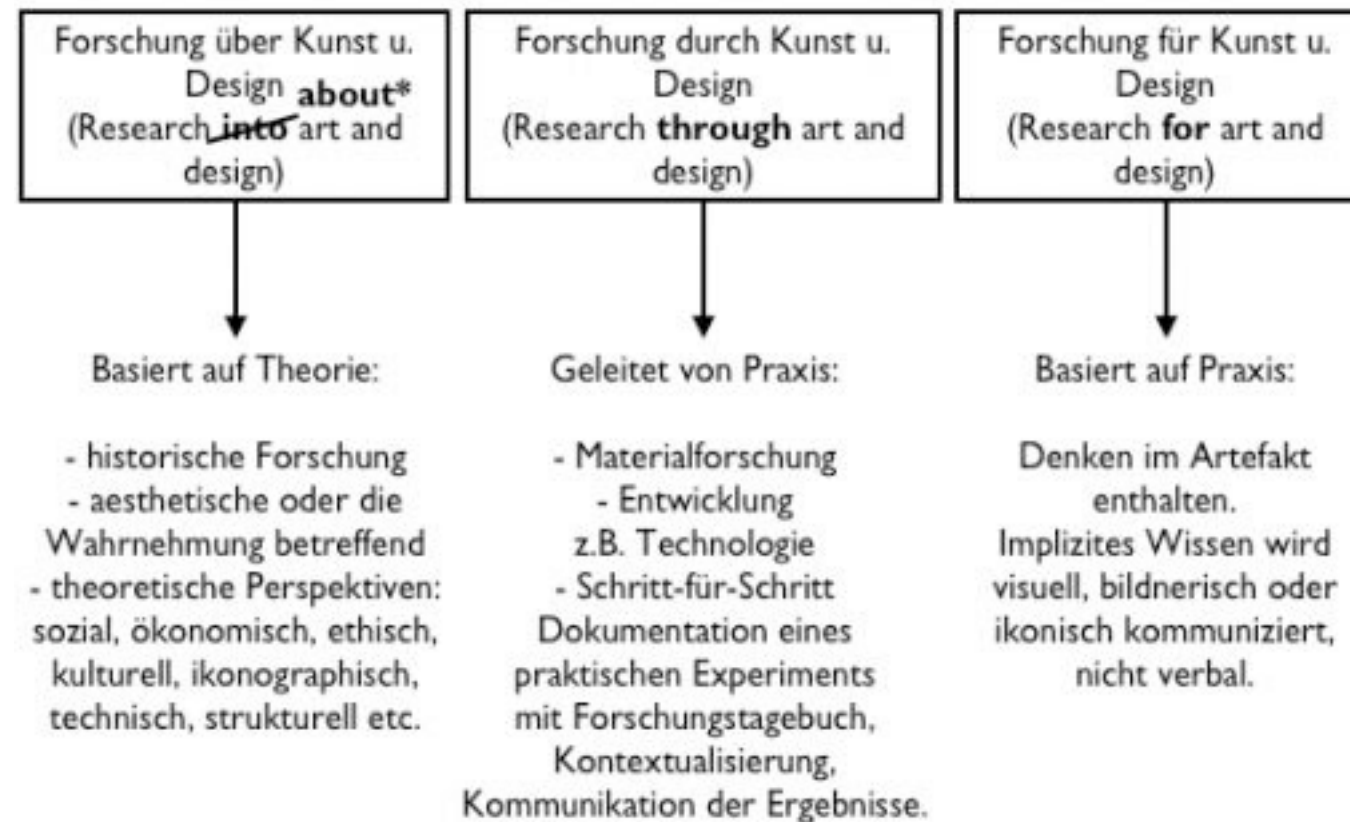 Forschung über Kunst u.
Design about*
(Research into art and
design)
Forschung durch Kunst u.
Design
(Research through art and
design)
Forschung für Kunst u.
Design
(Research for art and
design)
Basiert auf Theorie:
- historische Forschung
- aesthetische oder die
Wahrnehmung betreffend
- theoretische Perspektiven:
sozial, ökonomisch, ethisch,
kulturell, ikonographisch,
technisch, strukturell etc.
Geleitet von Praxis:
- Materialforschung
- Entwicklung
z.B. Technologie
- Schritt-für-Schritt
Dokumentation eines
praktischen Experiments
mit Forschungstagebuch,
Kontextualisierung,
Kommunikation der Ergebnisse.
Basiert auf Praxis:
Denken im Artefakt
enthalten.
Implizites Wissen wird
visuell, bildnerisch oder
ikonisch kommuniziert,
nicht verbal.